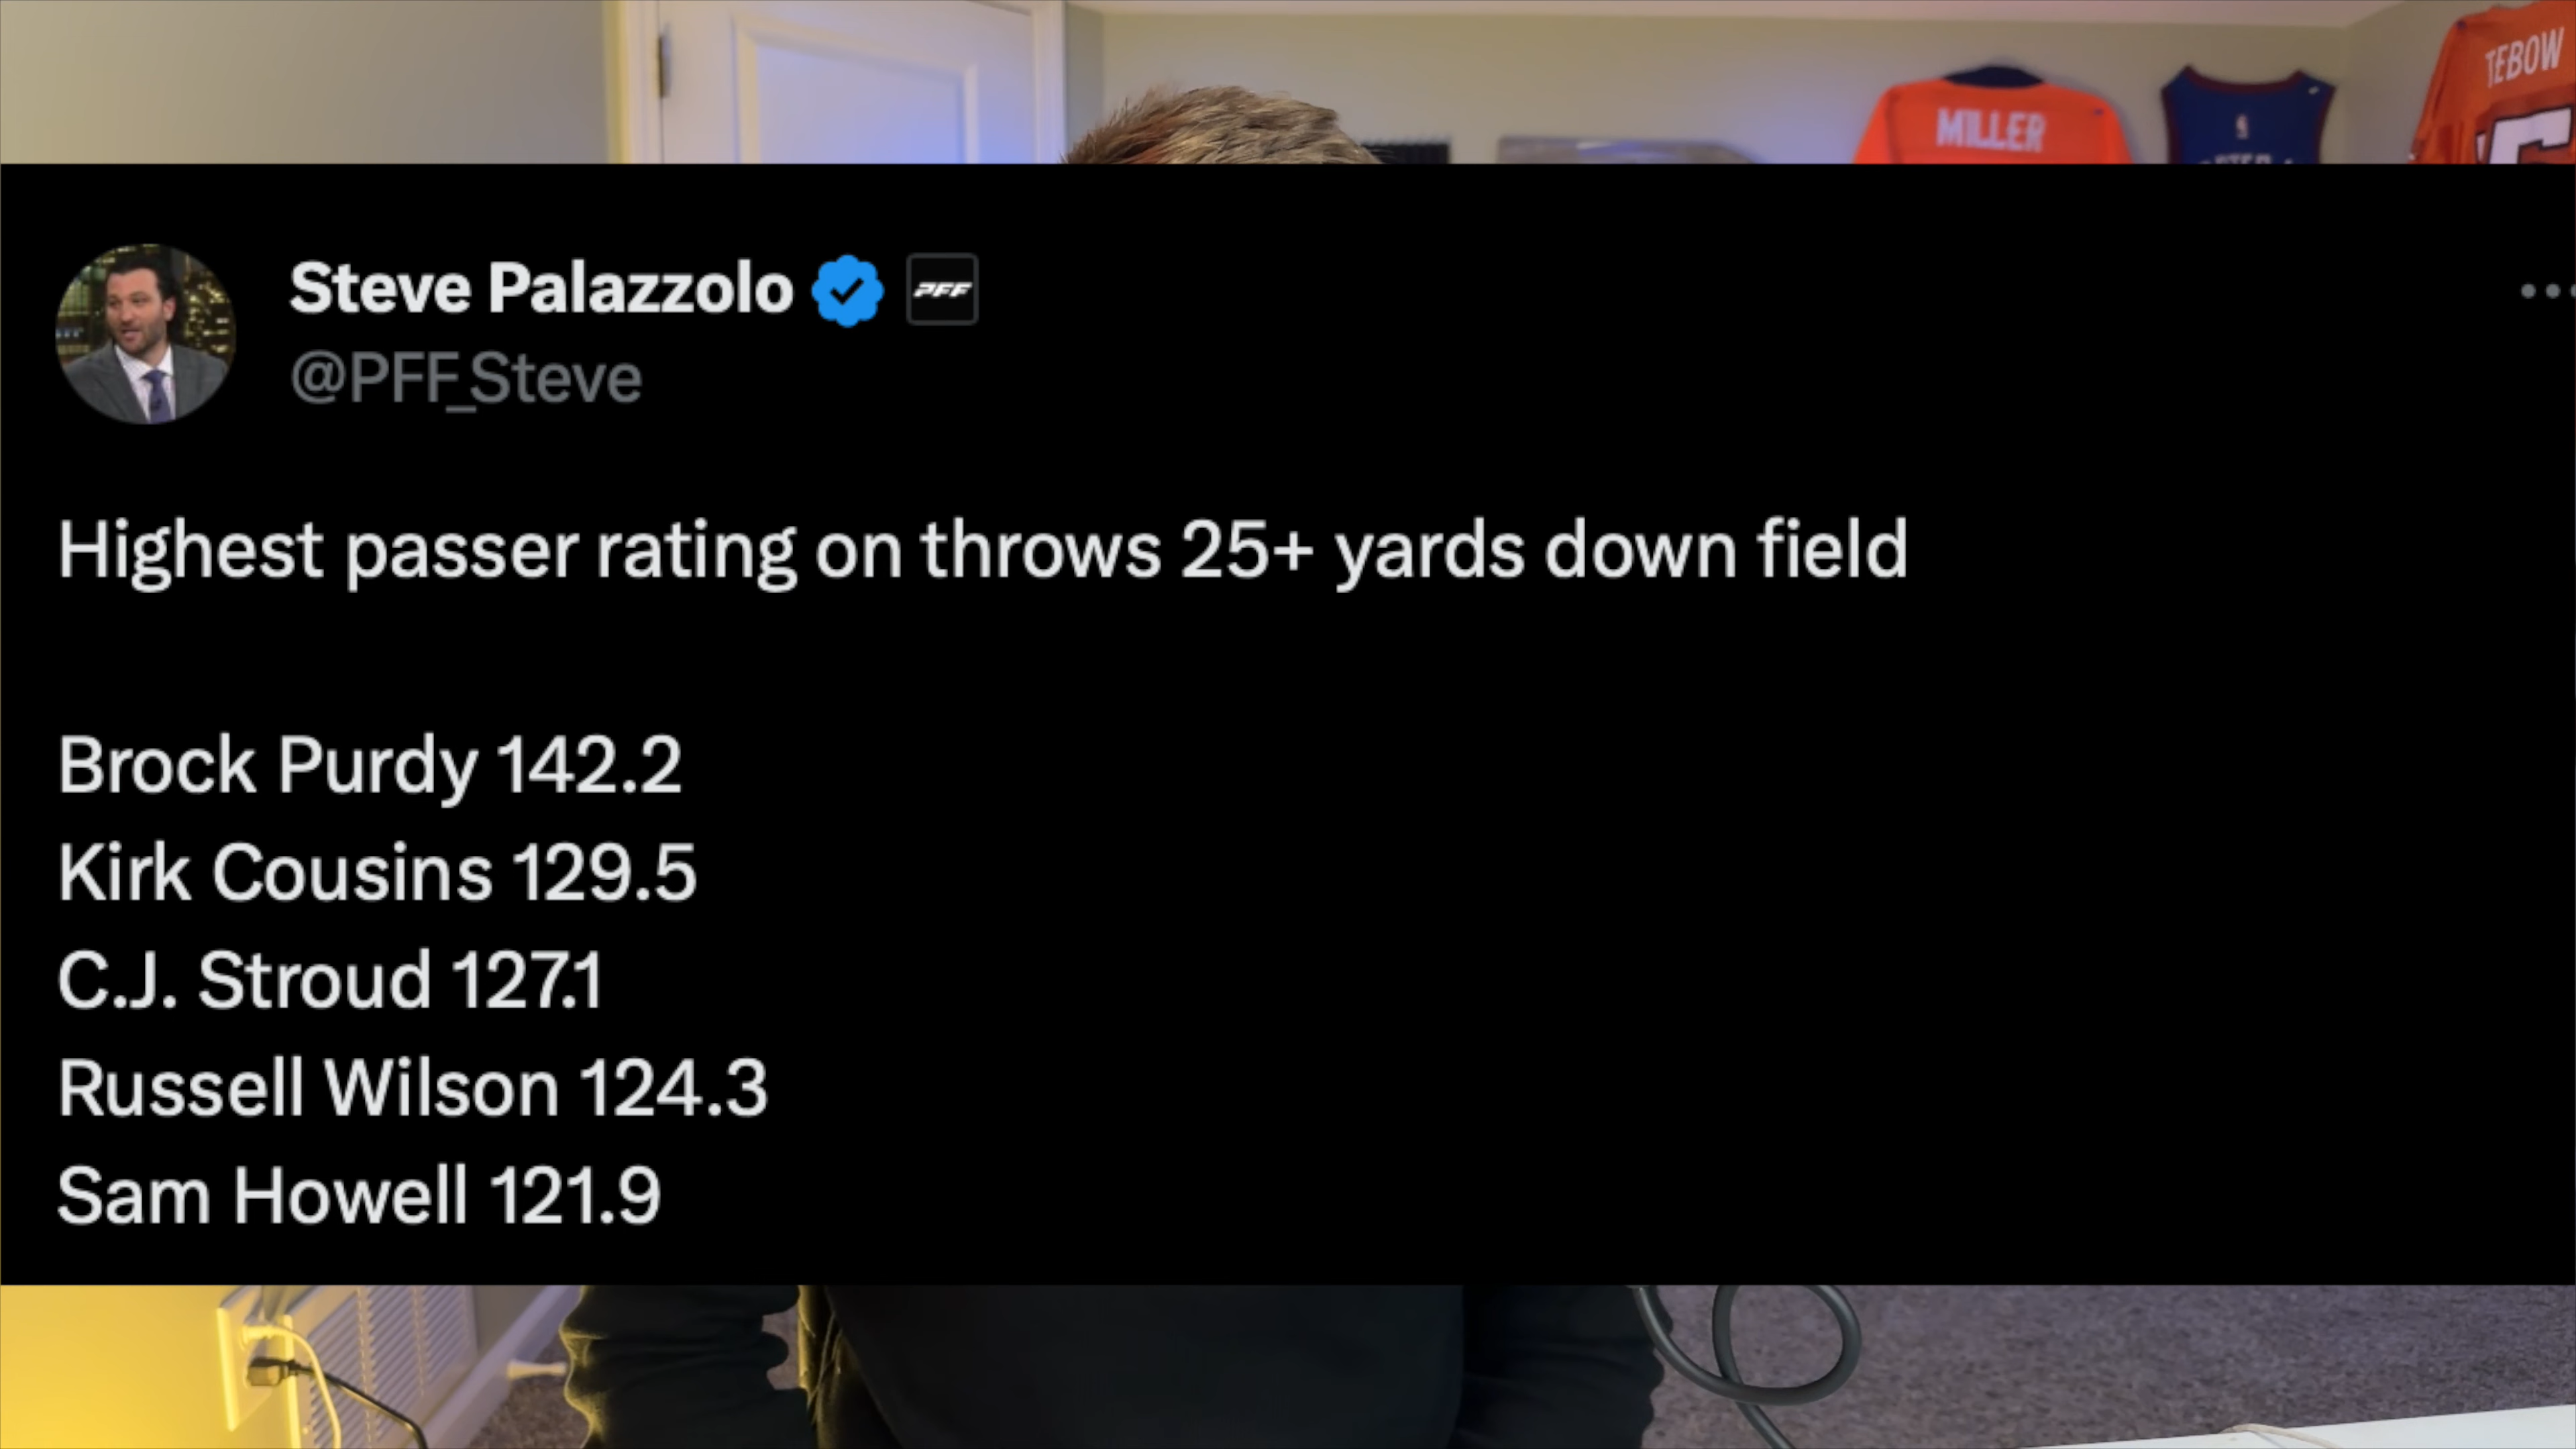 TEBOW
MILLER
Steve Palazzolo PFF
@PFF_Steve
Highest passer rating on throws 25+ yards down field
Brock Purdy 142.2
Kirk Cousins 129.5
C.J. Stroud 127.1
Russell Wilson 124.3
Sam Howell 121.9